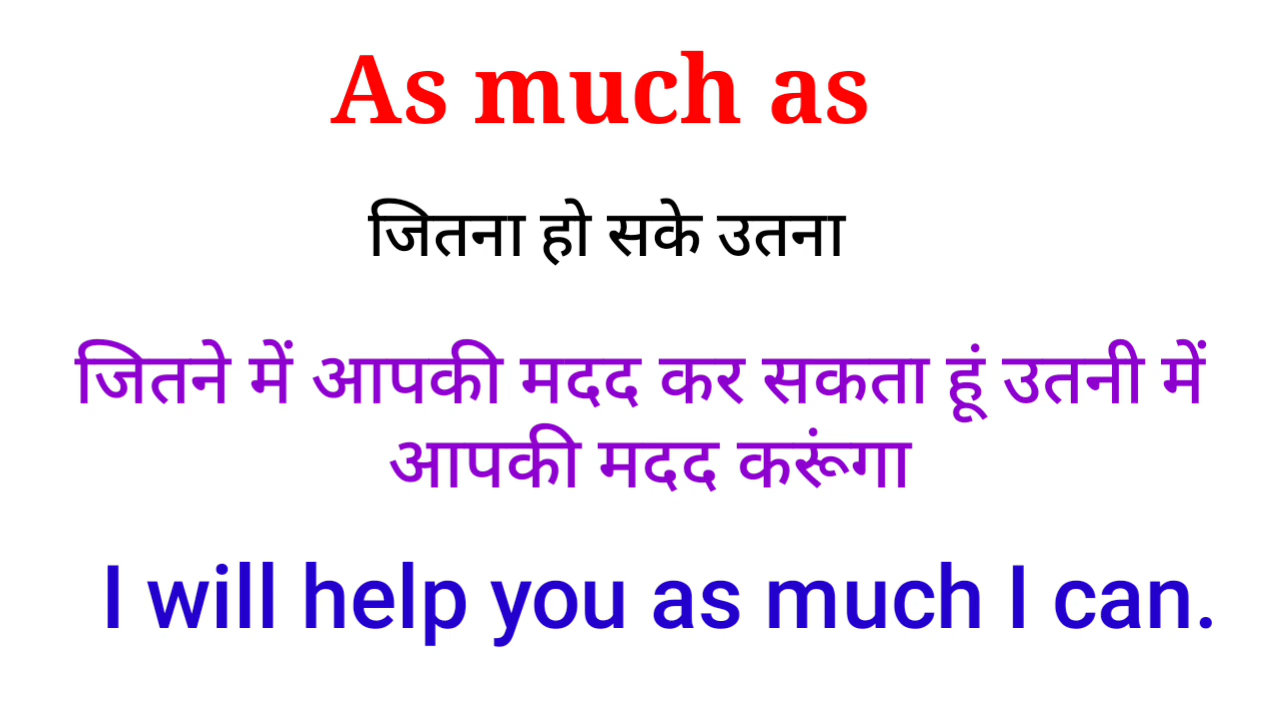 As much as
जितना हो सके उतना
जितने में आपकी मदद कर सकता हूं उतनी में
आपकी मदद करूंगा
I will help you as much I can.